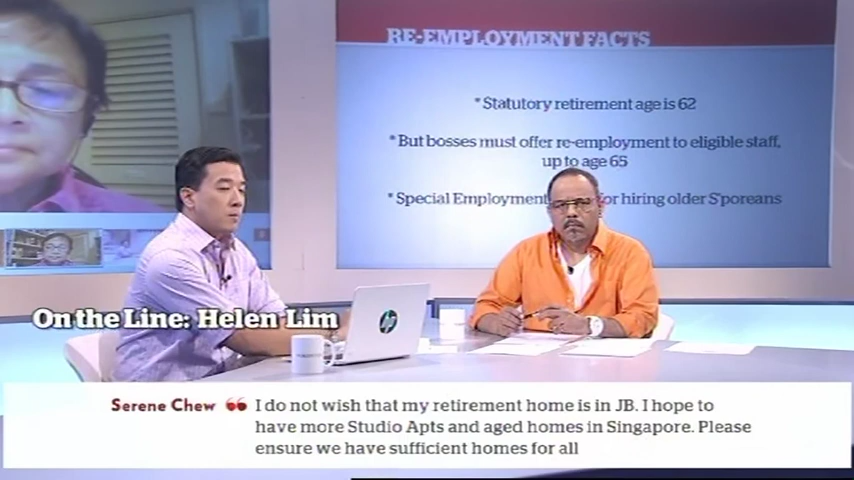 RE-EMPLOYMENT FACTS
*Statutory retirement age is 62
*But bosses must offer re-employment to eligible staff,
up to age 65
*Special Employment for hiring older S'poreans
On the Line: Helen Lim
hp
Serene Chew ❝ I do not wish that my retirement home is in JB. I hope to
have more Studio Apts and aged homes in Singapore. Please
ensure we have sufficient homes for all